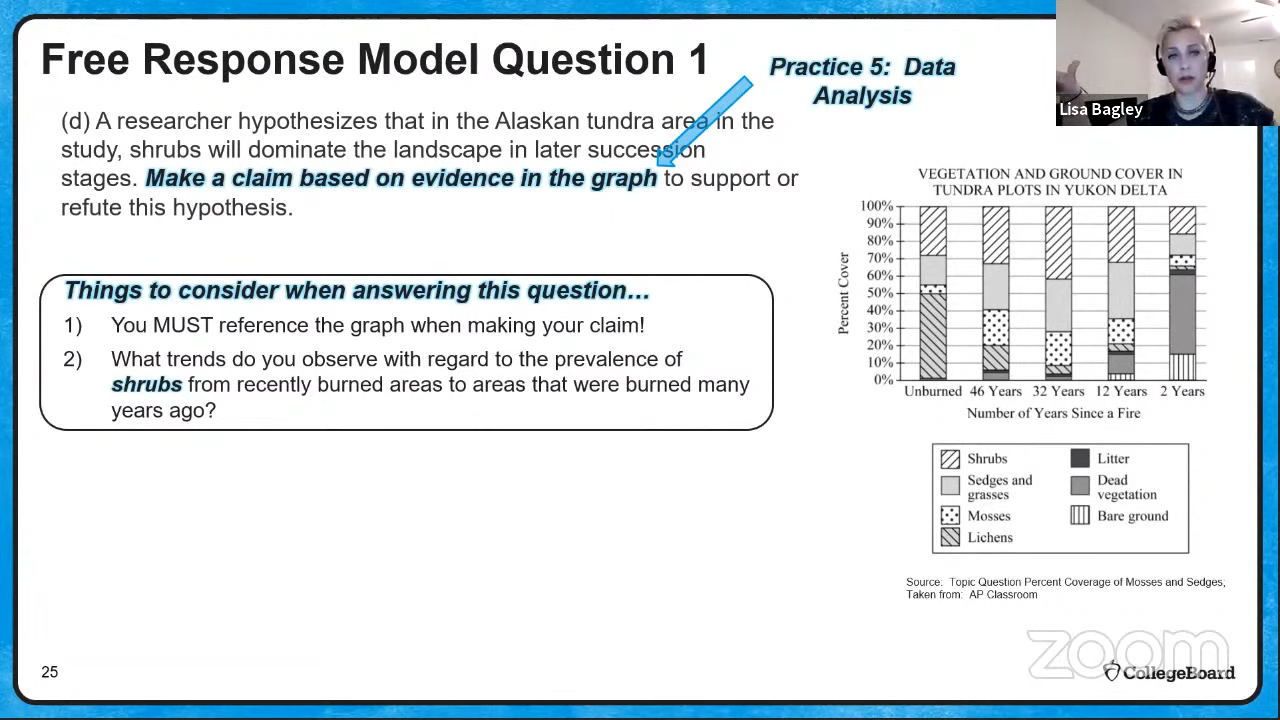 Free Response Model Question 1
Practice 5:  Data
Analysis
Lisa Bagley
(d) A researcher hypothesizes that in the Alaskan tundra area in the
study, shrubs will dominate the landscape in later succession
stages. Make a claim based on evidence in the graph to support or
refute this hypothesis.
Things to consider when answering this question…
1) You MUST reference the graph when making your claim!
2) What trends do you observe with regard to the prevalence of
shrubs from recently burned areas to areas that were burned many
years ago?
VEGETATION AND GROUND COVER IN
TUNDRA PLOTS IN YUKON DELTA
Percent Cover
100%
90%
80%
70%
60%
50%
40%
30%
20%
10%
0%
Unburned 46 Years 32 Years 12 Years 2 Years
Number of Years Since a Fire
Shrubs
Sedges and
grasses
Mosses
Lichens
Litter
Dead
vegetation
Bare ground
Source:  Topic Question Percent Coverage of Mosses and Sedges;
Taken from:  AP Classroom
zoom
CollegeBoard
25